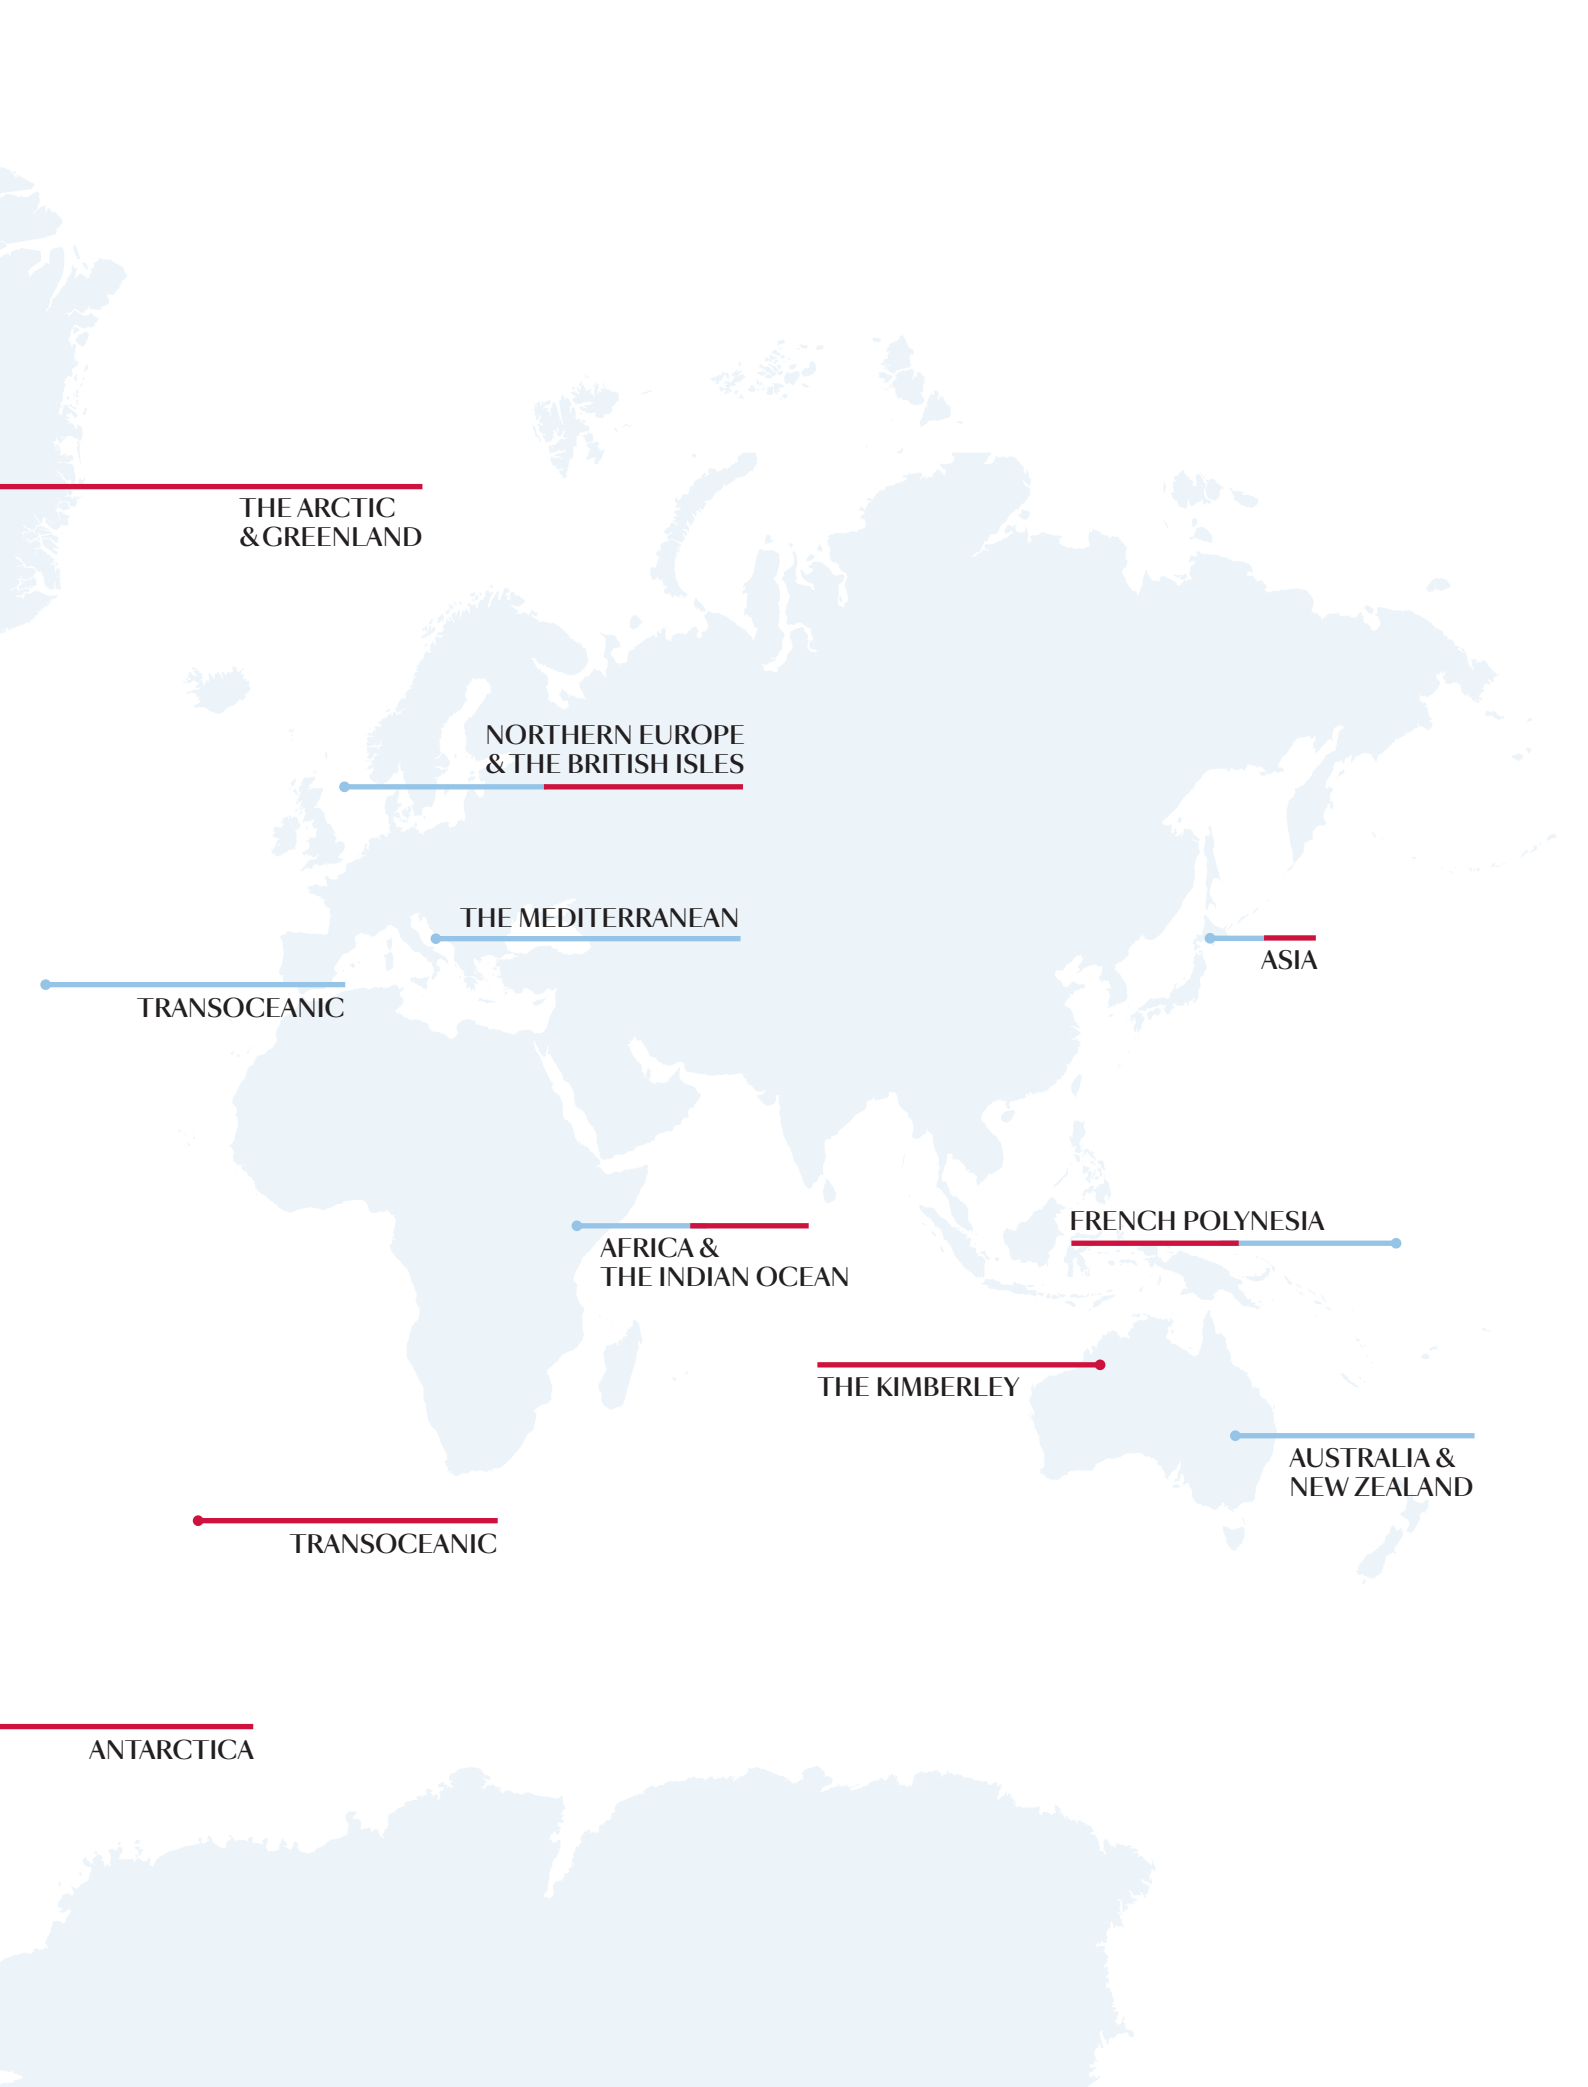 THE ARCTIC
& GREENLAND
NORTHERN EUROPE
& THE BRITISH ISLES
THE MEDITERRANEAN
ASIA
TRANSOCEANIC
FRENCH POLYNESIA
AFRICA &
THE INDIAN OCEAN
THE KIMBERLEY
AUSTRALIA &
NEW ZEALAND
TRANSOCEANIC
ANTARCTICA